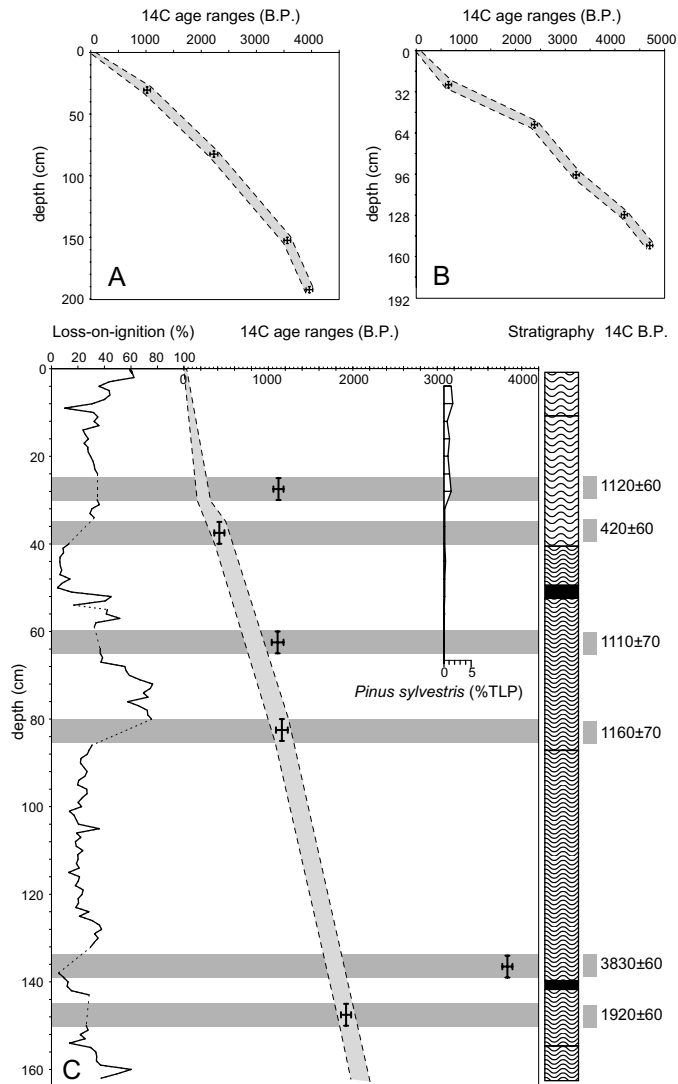 14C age ranges (B.P.)
0 1000 2000 3000 4000
0
50
100
150
200
depth (cm)
A
14C age ranges (B.P.)
0 1000 2000 3000 4000 5000
0
32
64
96
128
160
192
depth (cm)
B
Loss-on-ignition (%) 14C age ranges (B.P.) Stratigraphy 14C B.P.
0 20 40 60 80 100
0 1000 2000 3000 4000
0
20
40
60
80
100
120
140
160
depth (cm)
1120±60
420±60
1110±70
0 5
Pinus sylvestris (%TLP)
1160±70
3830±60
1920±60
C